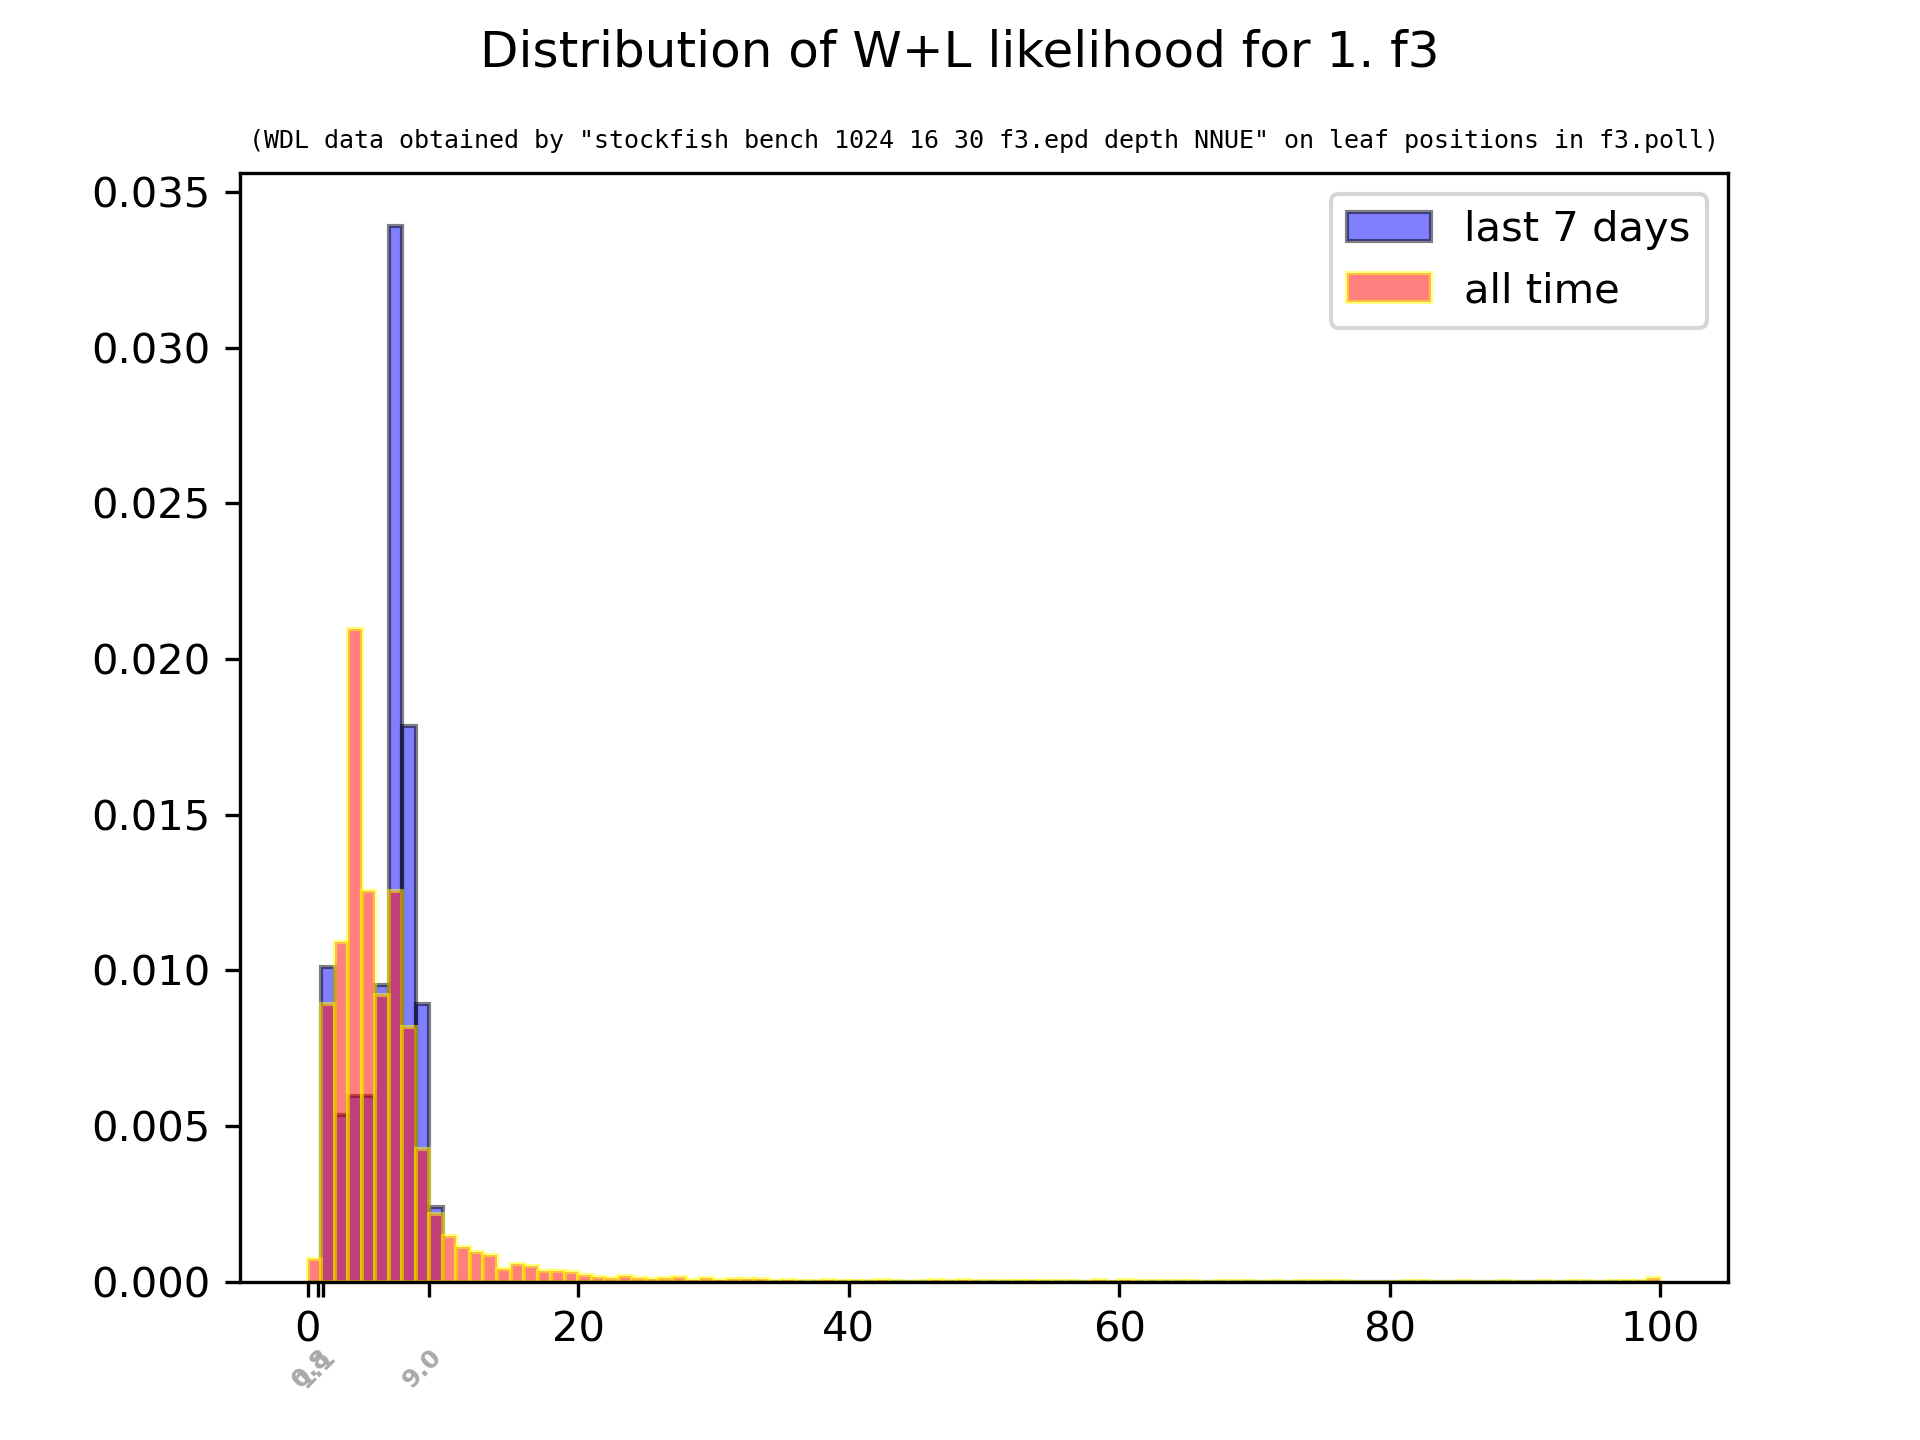 Distribution of W+L likelihood for 1. f3
(WDL data obtained by "stockfish bench 1024 16 30 f3.epd depth NNUE" on leaf positions in f3.poll)
last 7 days
all time
0.035
0.030
0.025
0.020
0.015
0.010
0.005
0.000
0 20 40 60 80 100
9.0